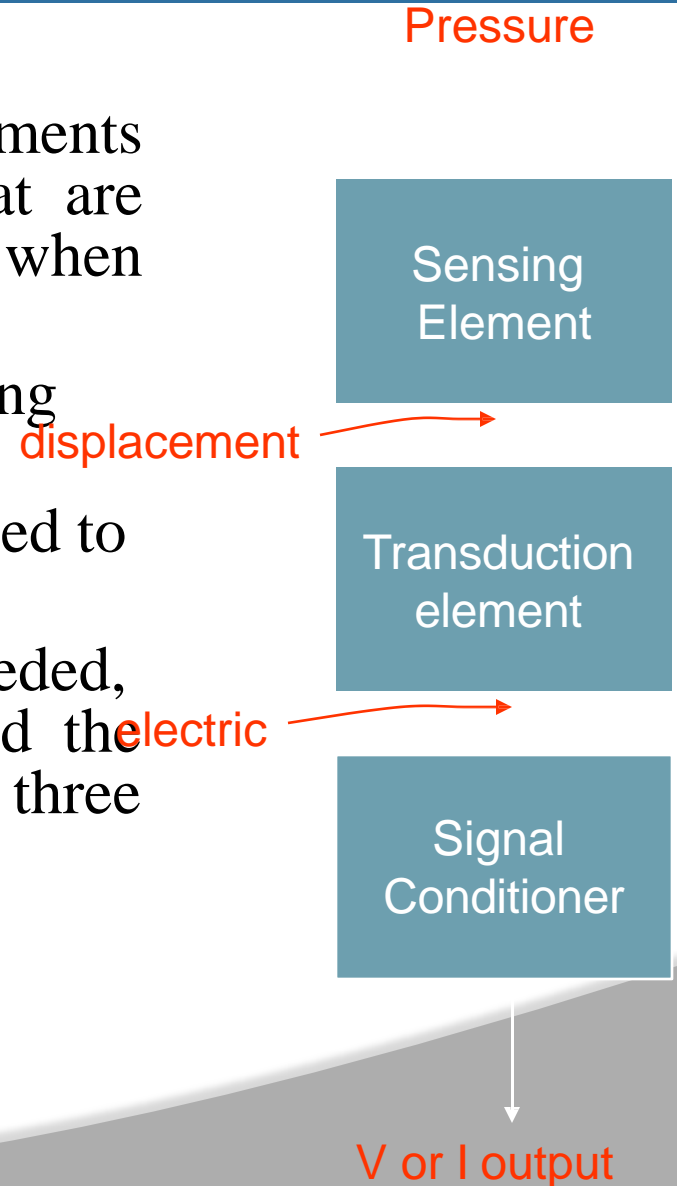 Pressure
ments
at are
when
Sensing
Element
ng
displacement
ed to
Transduction
element
eded,
d the
electric
three
Signal
Conditioner
V or I output